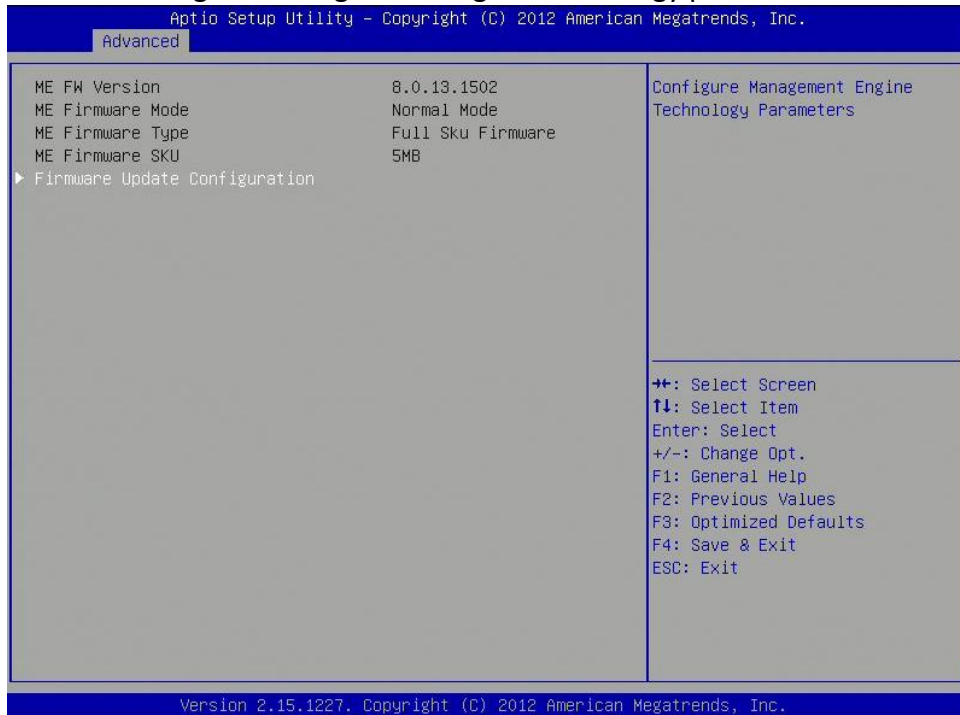 Aptio Setup Utility – Copyright (C) 2012 American Megatrends, Inc.
Advanced
ME FW Version 8.0.13.1502
ME Firmware Mode Normal Mode
ME Firmware Type Full Sku Firmware
ME Firmware SKU 5MB
Firmware Update Configuration
Configure Management Engine
Technology Parameters
→←: Select Screen
↑↓: Select Item
Enter: Select
+/-: Change Opt.
F1: General Help
F2: Previous Values
F3: Optimized Defaults
F4: Save & Exit
ESC: Exit
Version 2.15.1227. Copyright (C) 2012 American Megatrends, Inc.